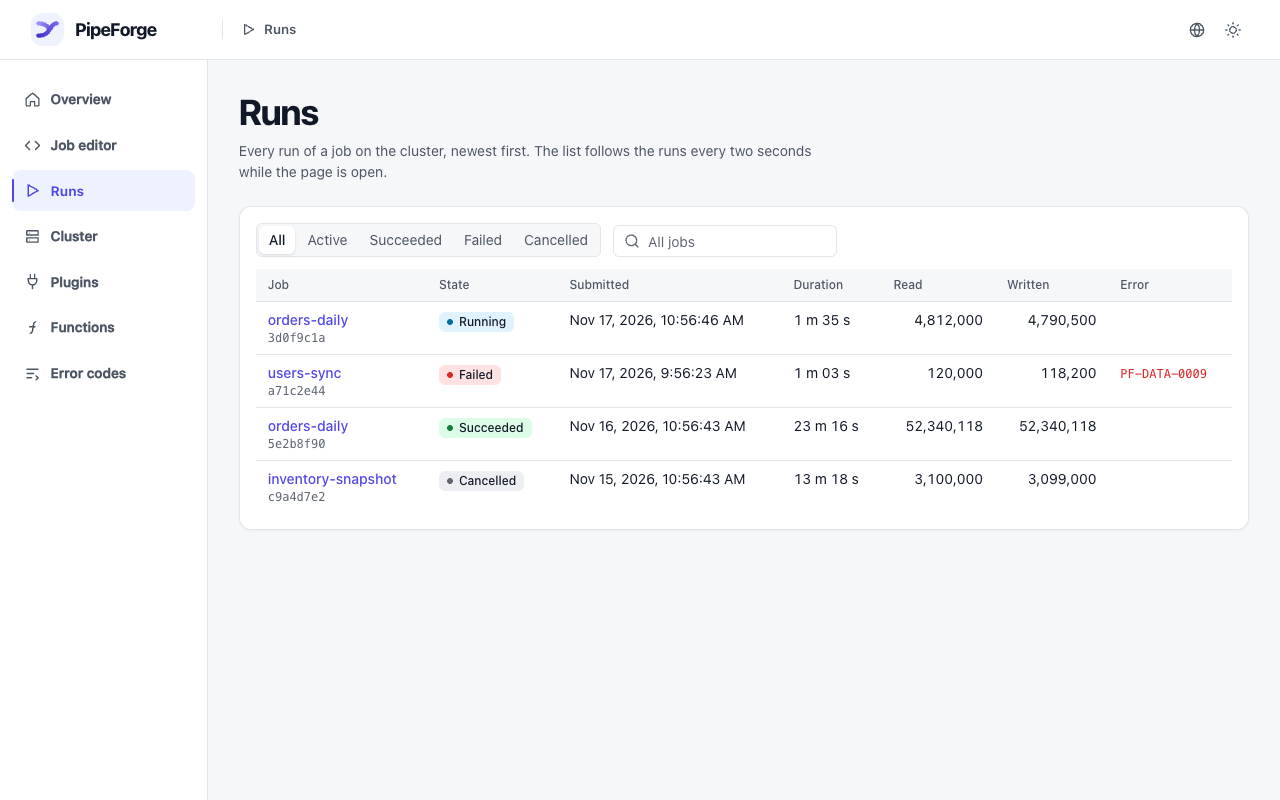 PipeForge
Runs
Overview
Job editor
Runs
Cluster
Plugins
Functions
Error codes
Runs
Every run of a job on the cluster, newest first. The list follows the runs every two seconds
while the page is open.
All Active Succeeded Failed Cancelled All jobs
Job State Submitted Duration Read Written Error
orders-daily Running Nov 17, 2026, 10:56:46 AM 1 m 35 s 4,812,000 4,790,500
3d0f9c1a
users-sync Failed Nov 17, 2026, 9:56:23 AM 1 m 03 s 120,000 118,200 PF-DATA-0009
a71c2e44
orders-daily Succeeded Nov 16, 2026, 10:56:43 AM 23 m 16 s 52,340,118 52,340,118
5e2b8f90
inventory-snapshot Cancelled Nov 15, 2026, 10:56:43 AM 13 m 18 s 3,100,000 3,099,000
c9a4d7e2